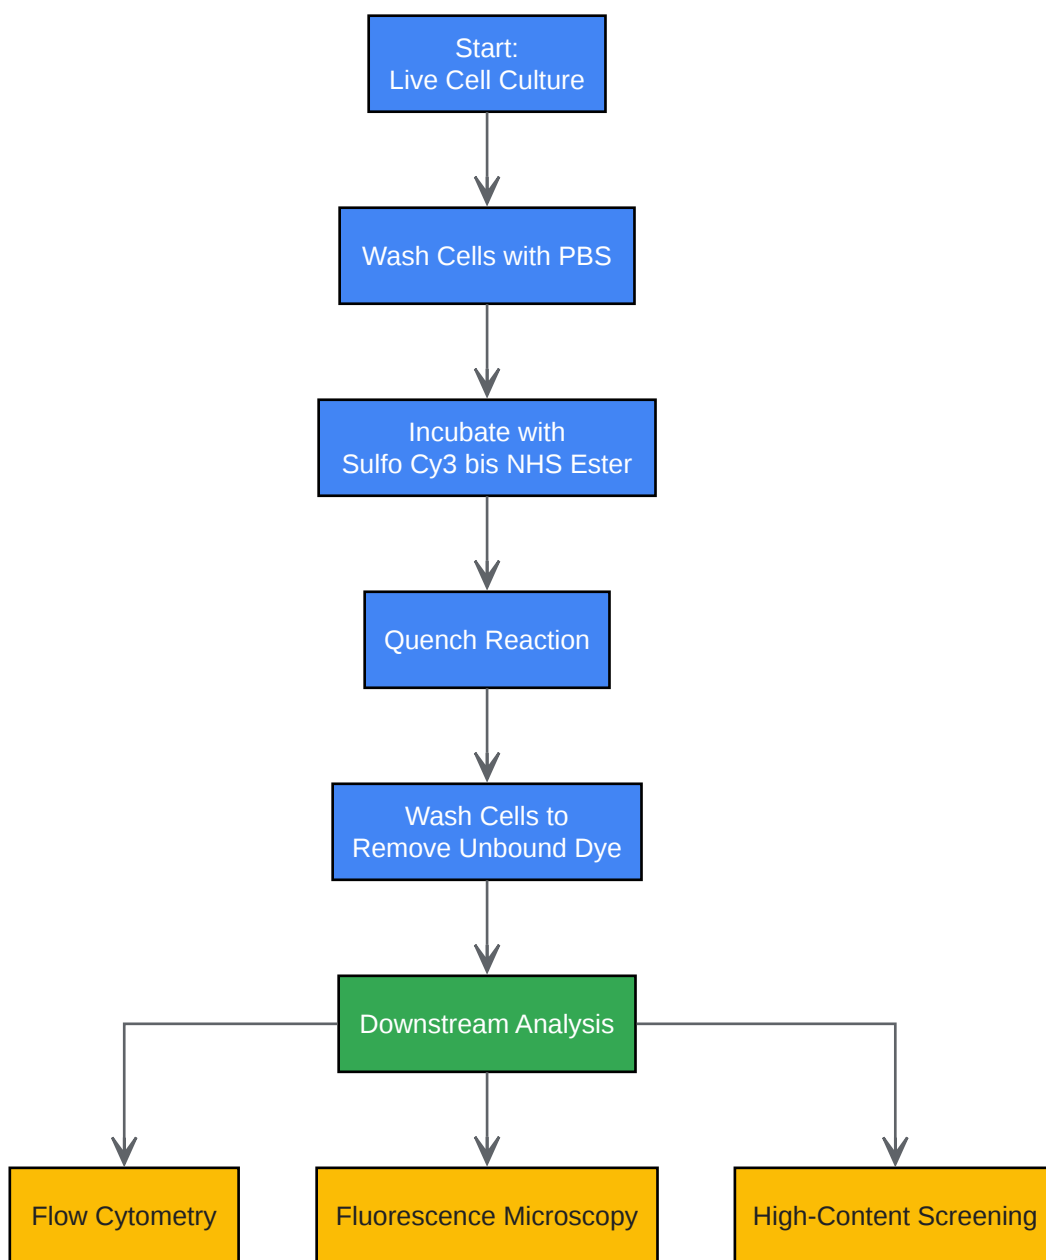 Start:
Live Cell Culture
Wash Cells with PBS
Incubate with
Sulfo Cy3 bis NHS Ester
Quench Reaction
Wash Cells to
Remove Unbound Dye
Downstream Analysis
Flow Cytometry
Fluorescence Microscopy
High-Content Screening